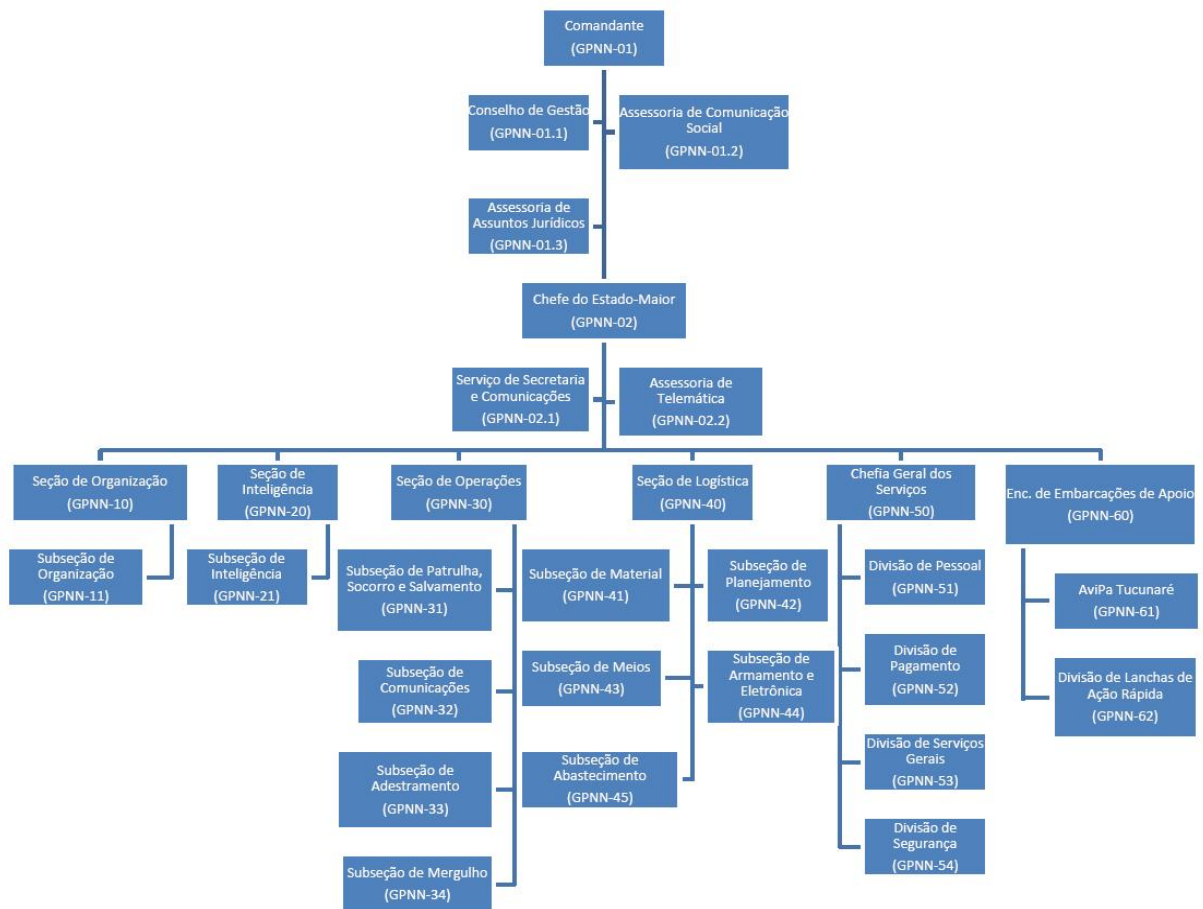 Comandante
(GPNN-01)
Conselho de Gestão
(GPNN-01.1)
Assessoria de Comunicação
Social
(GPNN-01.2)
Assessoria de
Assuntos Jurídicos
(GPNN-01.3)
Chefe do Estado-Maior
(GPNN-02)
Serviço de Secretaria
e Comunicações
(GPNN-02.1)
Assessoria de
Telemática
(GPNN-02.2)
Seção de Organização
(GPNN-10)
Subseção de
Organização
(GPNN-11)
Seção de
Inteligência
(GPNN-20)
Subseção de
Inteligência
(GPNN-21)
Seção de Operações
(GPNN-30)
Subseção de Patrulha,
Socorro e Salvamento
(GPNN-31)
Subseção de
Comunicações
(GPNN-32)
Subseção de
Adestramento
(GPNN-33)
Subseção de Mergulho
(GPNN-34)
Seção de Logística
(GPNN-40)
Subseção de Material
(GPNN-41)
Subseção de
Planejamento
(GPNN-42)
Subseção de Meios
(GPNN-43)
Subseção de
Armamento e
Eletrônica
(GPNN-44)
Subseção de
Abastecimento
(GPNN-45)
Chefia Geral dos
Serviços
(GPNN-50)
Divisão de Pessoal
(GPNN-51)
Divisão de
Pagamento
(GPNN-52)
Divisão de Serviços
Gerais
(GPNN-53)
Divisão de
Segurança
(GPNN-54)
Enc. de Embarcações de Apoio
(GPNN-60)
AviPa Tucunaré
(GPNN-61)
Divisão de Lanchas de
Ação Rápida
(GPNN-62)